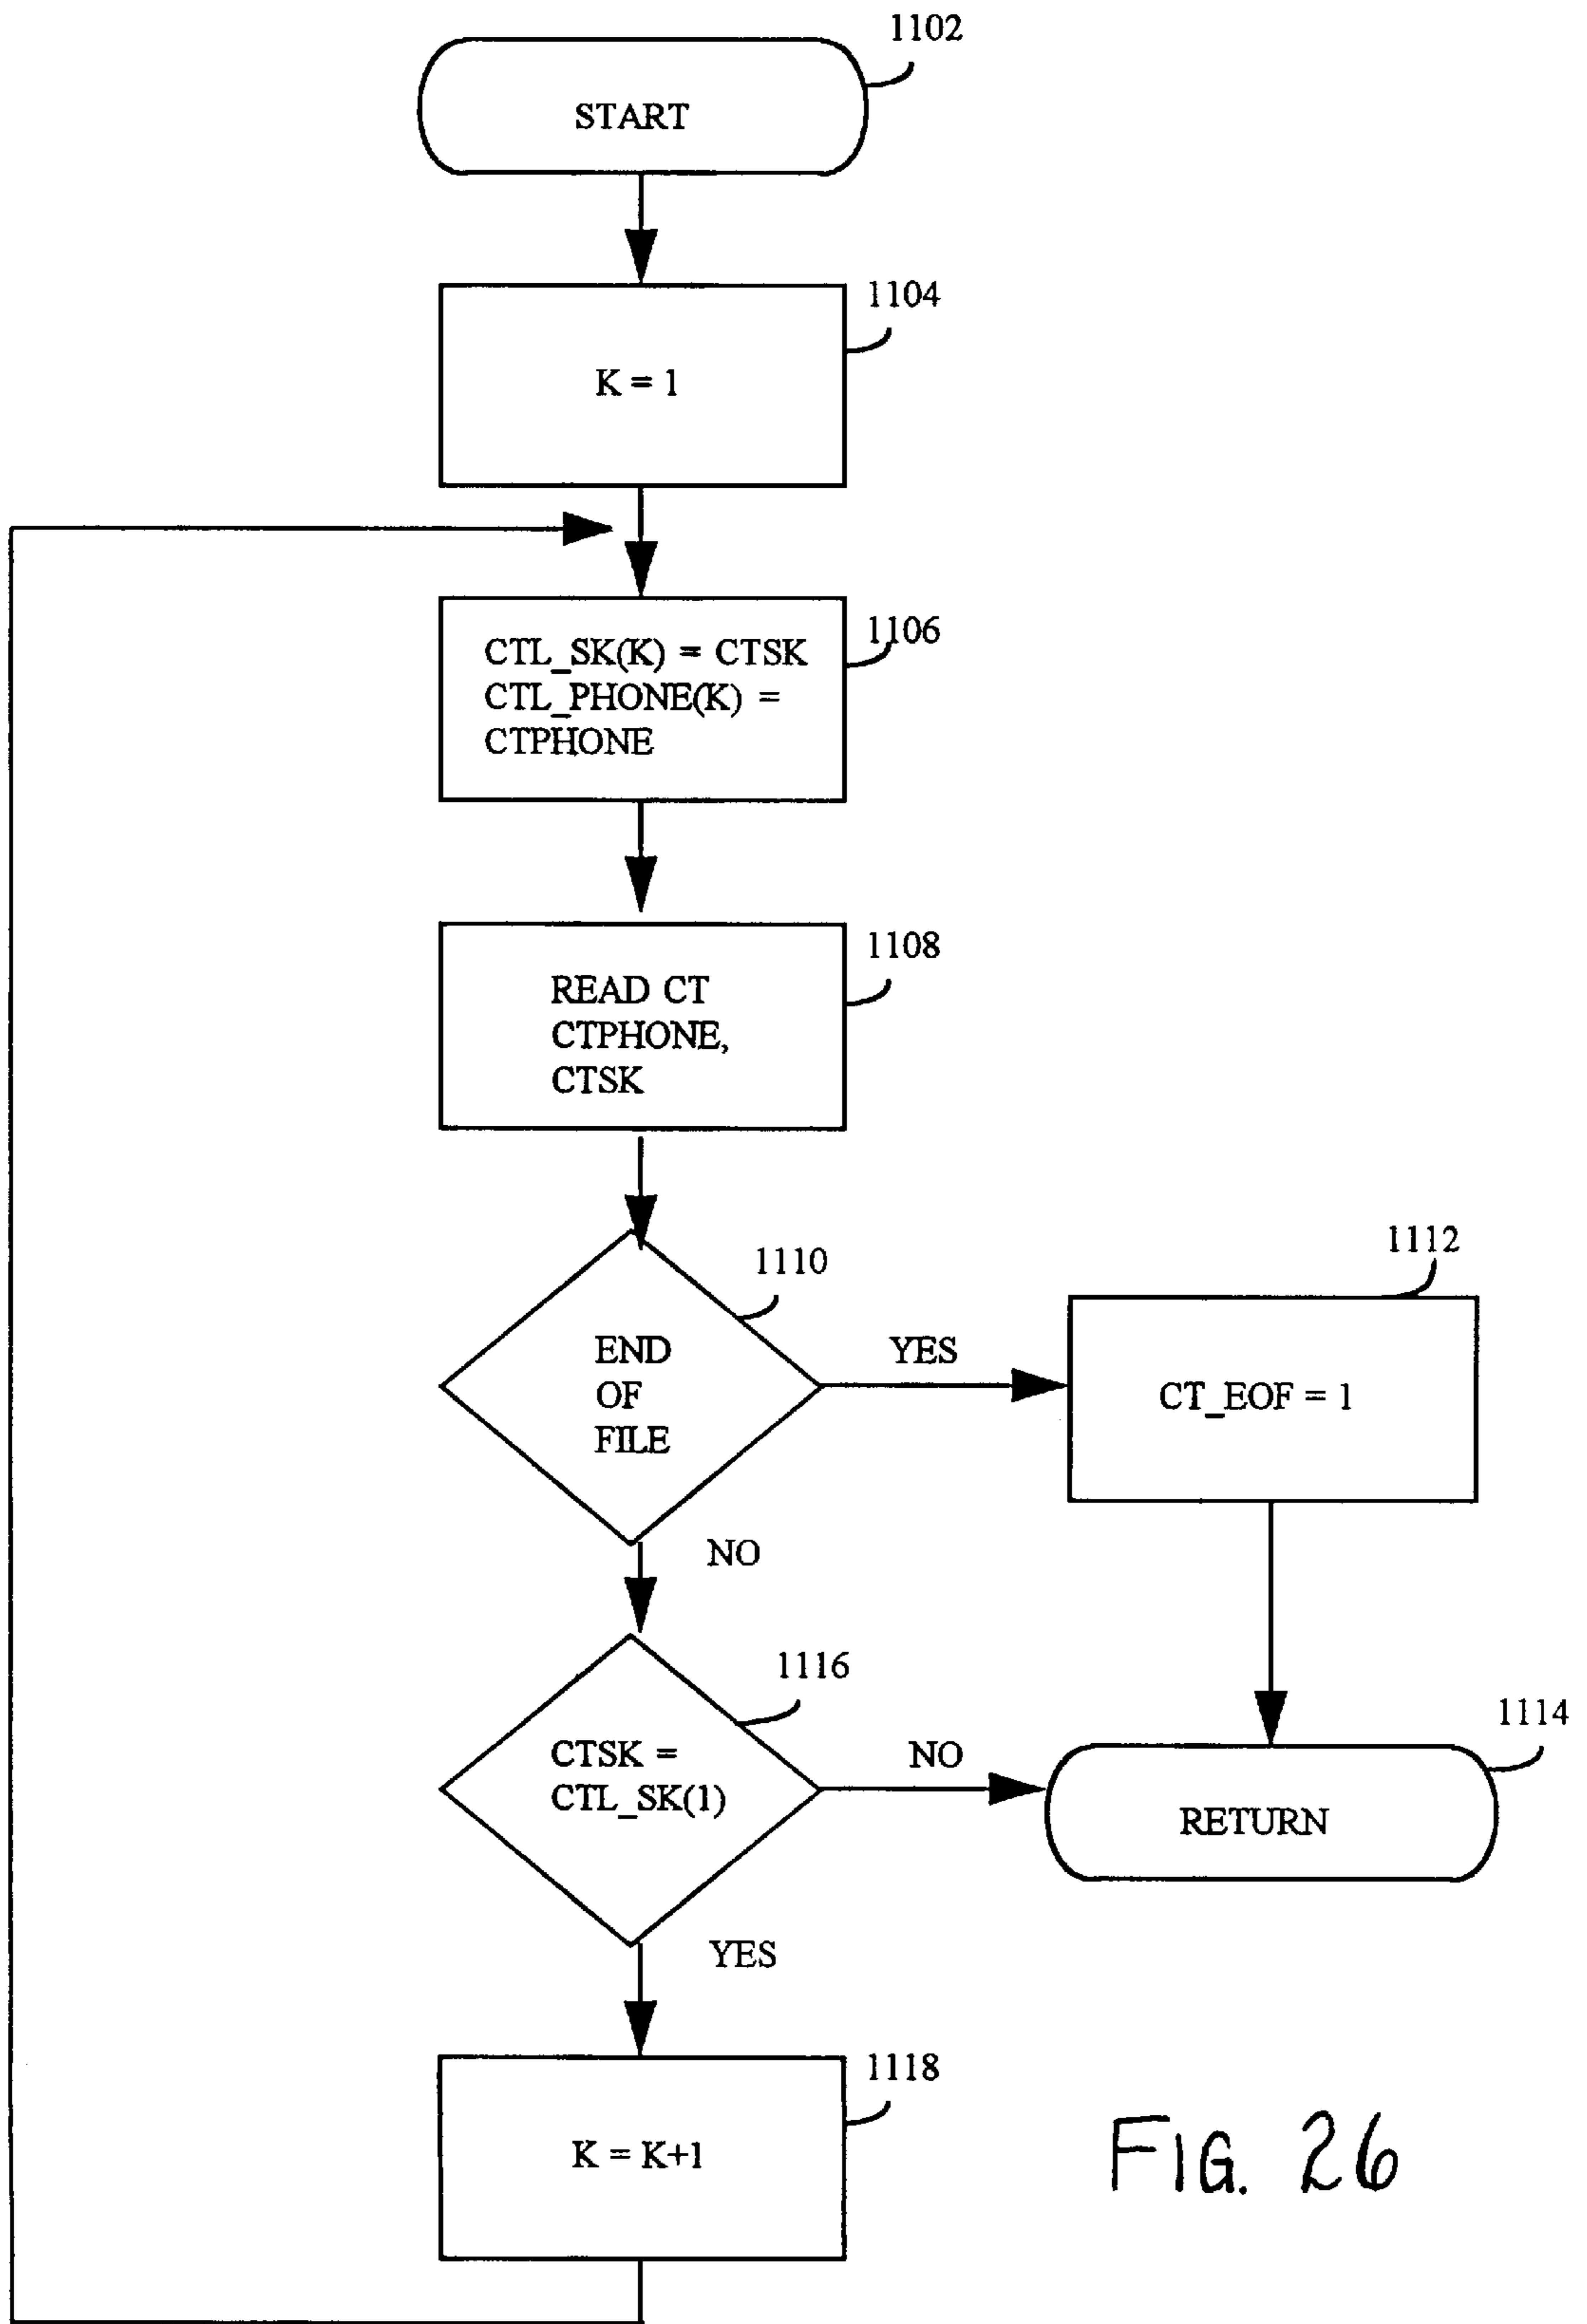 1102
START
1104
K = 1
1106
CTL_SK(K) = CTSK
CTL_PHONE(K) =
CTPHONE
1108
READ CT
CTPHONE,
CTSK
1110
END
OF
FILE
YES
1112
CT_EOF = 1
NO
1116
CTSK =
CTL_SK(1)
NO
1114
RETURN
YES
1118
K = K+1
FIG. 26